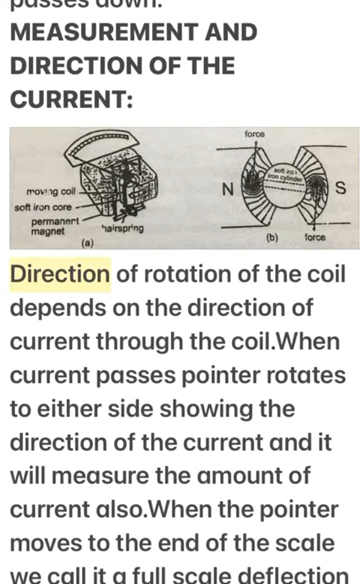 passes down.
MEASUREMENT AND
DIRECTION OF THE
CURRENT:
force
moving coil
soft iron core
permanent
magnet
hairspring
(a)
N
soft iron
iron cylinder
S
(b)
force
Direction of rotation of the coil
depends on the direction of
current through the coil.When
current passes pointer rotates
to either side showing the
direction of the current and it
will measure the amount of
current also.When the pointer
moves to the end of the scale
we call it a full scale deflection